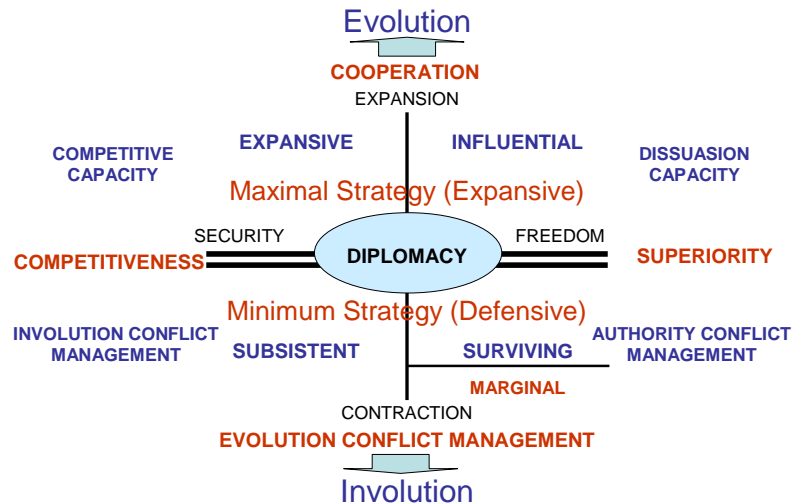 Evolution
COOPERATION
EXPANSION
EXPANSIVE
INFLUENTIAL
COMPETITIVE
CAPACITY
DISSUASION
CAPACITY
Maximal Strategy (Expansive)
SECURITY
FREEDOM
COMPETITIVENESS
DIPLOMACY
SUPERIORITY
Minimum Strategy (Defensive)
INVOLUTION CONFLICT
MANAGEMENT
SUBSISTENT
SURVIVING
AUTHORITY CONFLICT
MANAGEMENT
MARGINAL
CONTRACTION
EVOLUTION CONFLICT MANAGEMENT
Involution